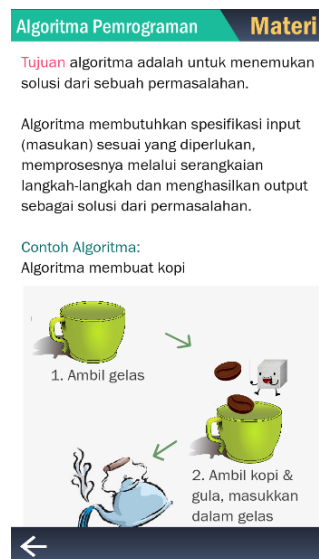 Algoritma Pemrograman
Materi
Tujuan algoritma adalah untuk menemukan
solusi dari sebuah permasalahan.
Algoritma membutuhkan spesifikasi input
(masukan) sesuai yang diperlukan,
memprosesnya melalui serangkaian
langkah-langkah dan menghasilkan output
sebagai solusi dari permasalahan.
Contoh Algoritma:
Algoritma membuat kopi
1. Ambil gelas
2. Ambil kopi &
gula, masukkan
dalam gelas